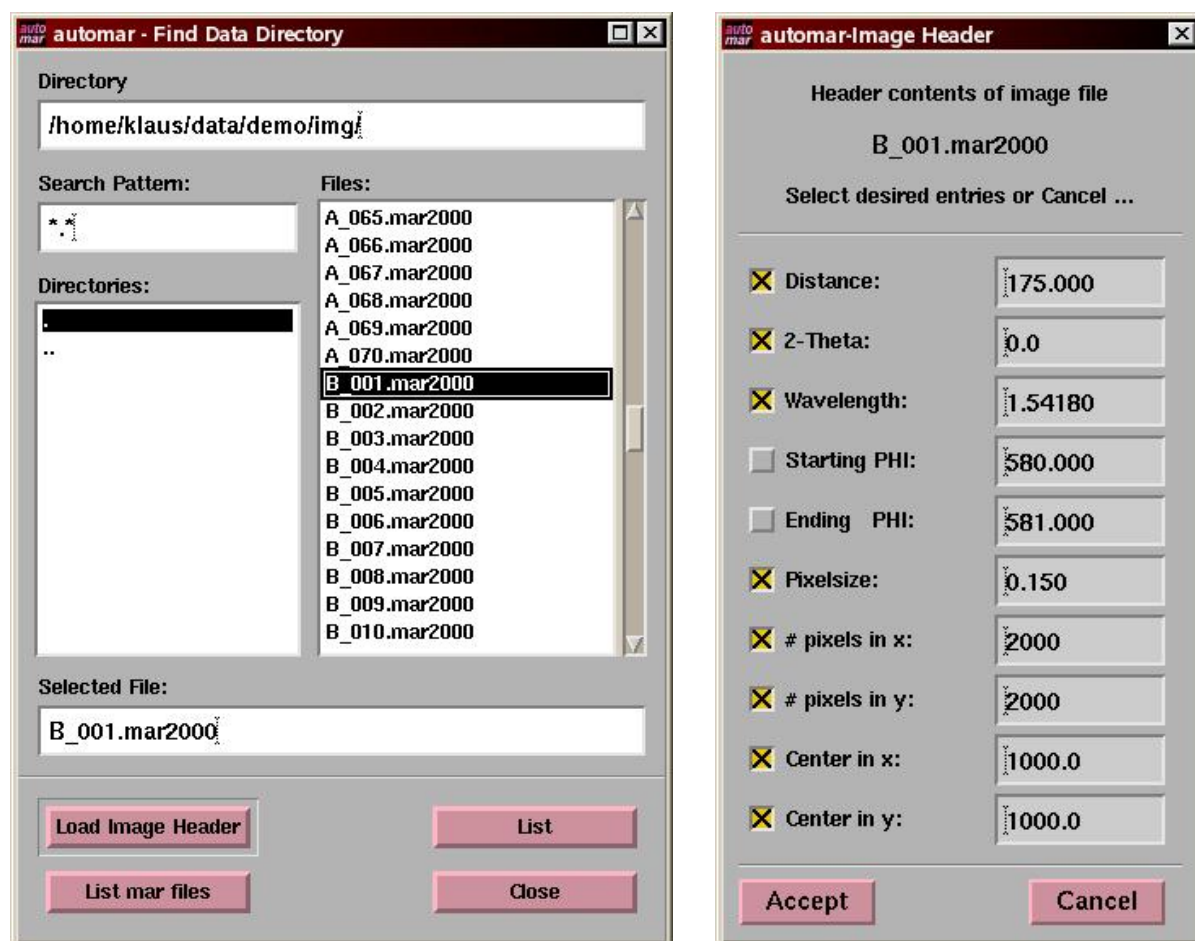 auto mar automar - Find Data Directory
Directory
/home/klaus/data/demo/img/
Search Pattern:
*.*
Directories:
.
..
Files:
A_065.mar2000
A_066.mar2000
A_067.mar2000
A_068.mar2000
A_069.mar2000
A_070.mar2000
B_001.mar2000
B_002.mar2000
B_003.mar2000
B_004.mar2000
B_005.mar2000
B_006.mar2000
B_007.mar2000
B_008.mar2000
B_009.mar2000
B_010.mar2000
Selected File:
B_001.mar2000
Load Image Header
List
List mar files
Close
auto mar automar-Image Header
Header contents of image file
B_001.mar2000
Select desired entries or Cancel ...
Distance: 175.000
2-Theta: 0.0
Wavelength: 1.54180
Starting PHI: 580.000
Ending PHI: 581.000
Pixelsize: 0.150
# pixels in x: 2000
# pixels in y: 2000
Center in x: 1000.0
Center in y: 1000.0
Accept
Cancel